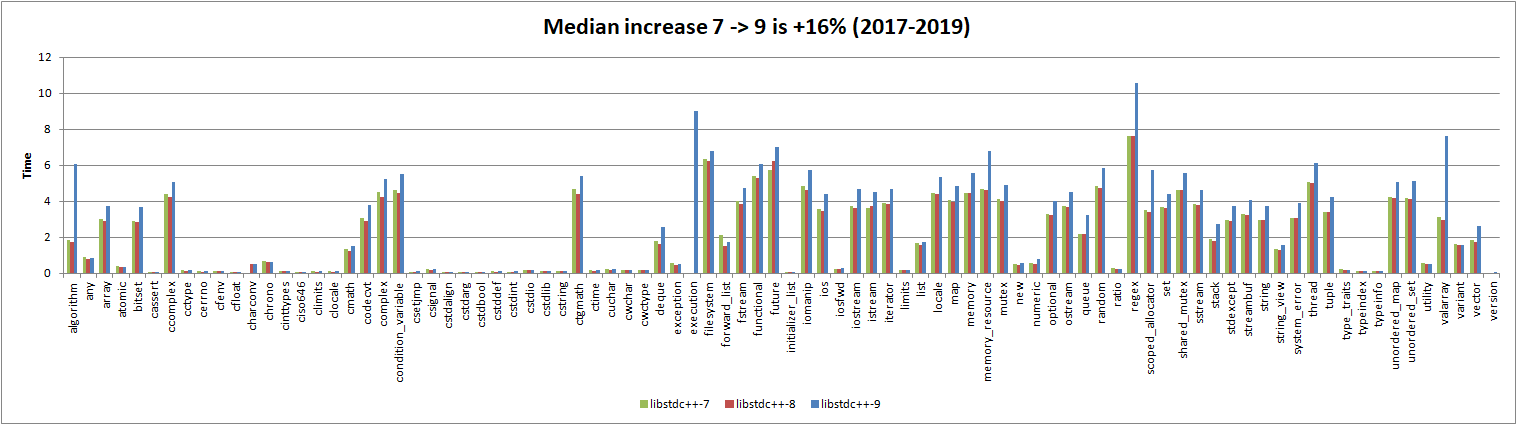 Median increase 7 -> 9 is +16% (2017-2019)
12
10
8
6
4
2
0
Time
algorithm
any
array
atomic
bitset
cassert
ccomplex
cctype
cerrno
cfenv
cfloat
charconv
chrono
cinttypes
ciso646
climits
clocale
cmath
codecvt
complex
condition_variable
csetjmp
csignal
cstdalign
cstdarg
cstdbool
cstddef
cstdint
cstdio
cstdlib
cstring
ctgmath
ctime
cuchar
cwchar
cwctype
deque
exception
execution
filesystem
forward_list
fstream
functional
future
initializer_list
iomanip
ios
iosfwd
iostream
istream
iterator
limits
list
locale
map
memory
memory_resource
mutex
new
numeric
optional
ostream
queue
random
ratio
regex
scoped_allocator
set
shared_mutex
sstream
stack
stdexcept
streambuf
string
string_view
system_error
thread
tuple
type_traits
typeindex
typeinfo
unordered_map
unordered_set
utility
valarray
variant
vector
version
libstdc++-7 libstdc++-8 libstdc++-9